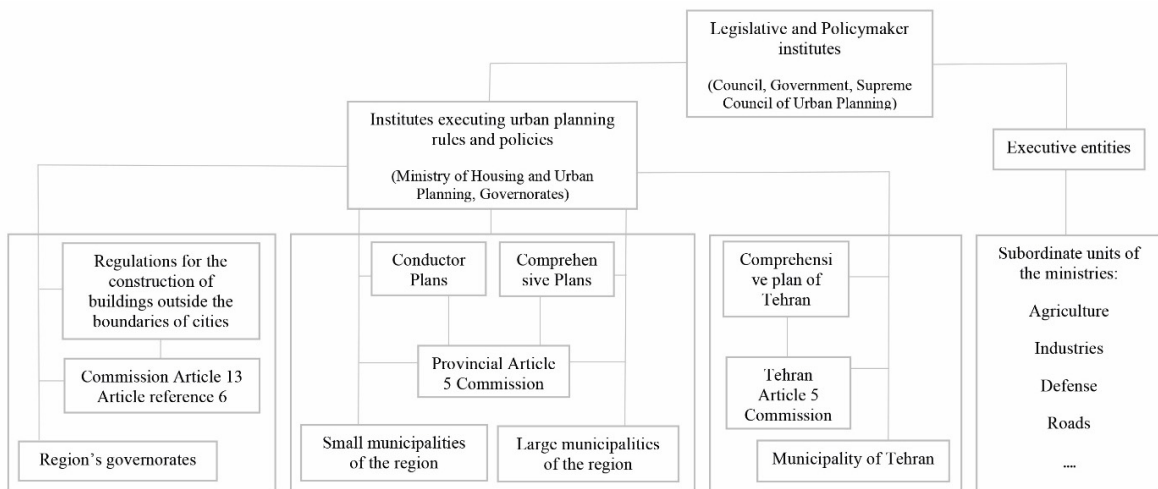 Legislative and Policymaker
institutes
(Council, Government, Supreme
Council of Urban Planning)
Institutes executing urban planning
rules and policies
(Ministry of Housing and Urban
Planning, Governorates)
Executive entities
Regulations for the
construction of
buildings outside the
boundaries of cities
Commission Article 13
Article reference 6
Region's governorates
Conductor
Plans
Comprehen
sive Plans
Provincial Article
5 Commission
Small municipalities
of the region
Large municipalities
of the region
Comprehensi
ve plan of
Tehran
Tehran
Article 5
Commission
Municipality of Tehran
Subordinate units of
the ministries:
Agriculture
Industries
Defense
Roads
....